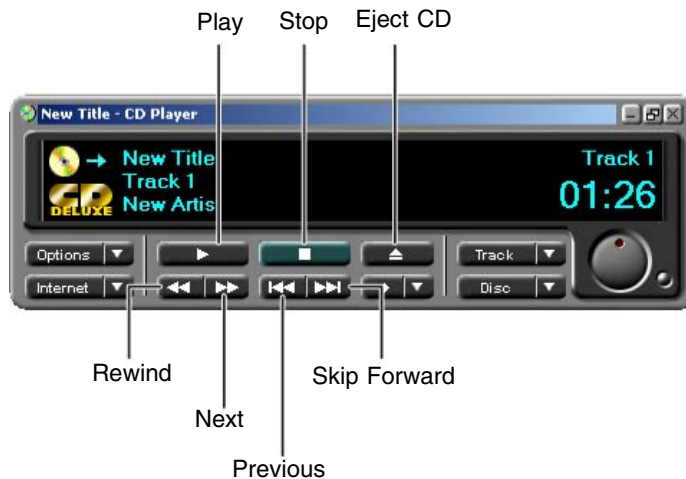 Play Stop Eject CD
New Title - CD Player
New Title
Track 1
New Artis
CD
DELUXE
Track 1
01:26
Options
Track
Internet
Disc
Rewind
Skip Forward
Next
Previous